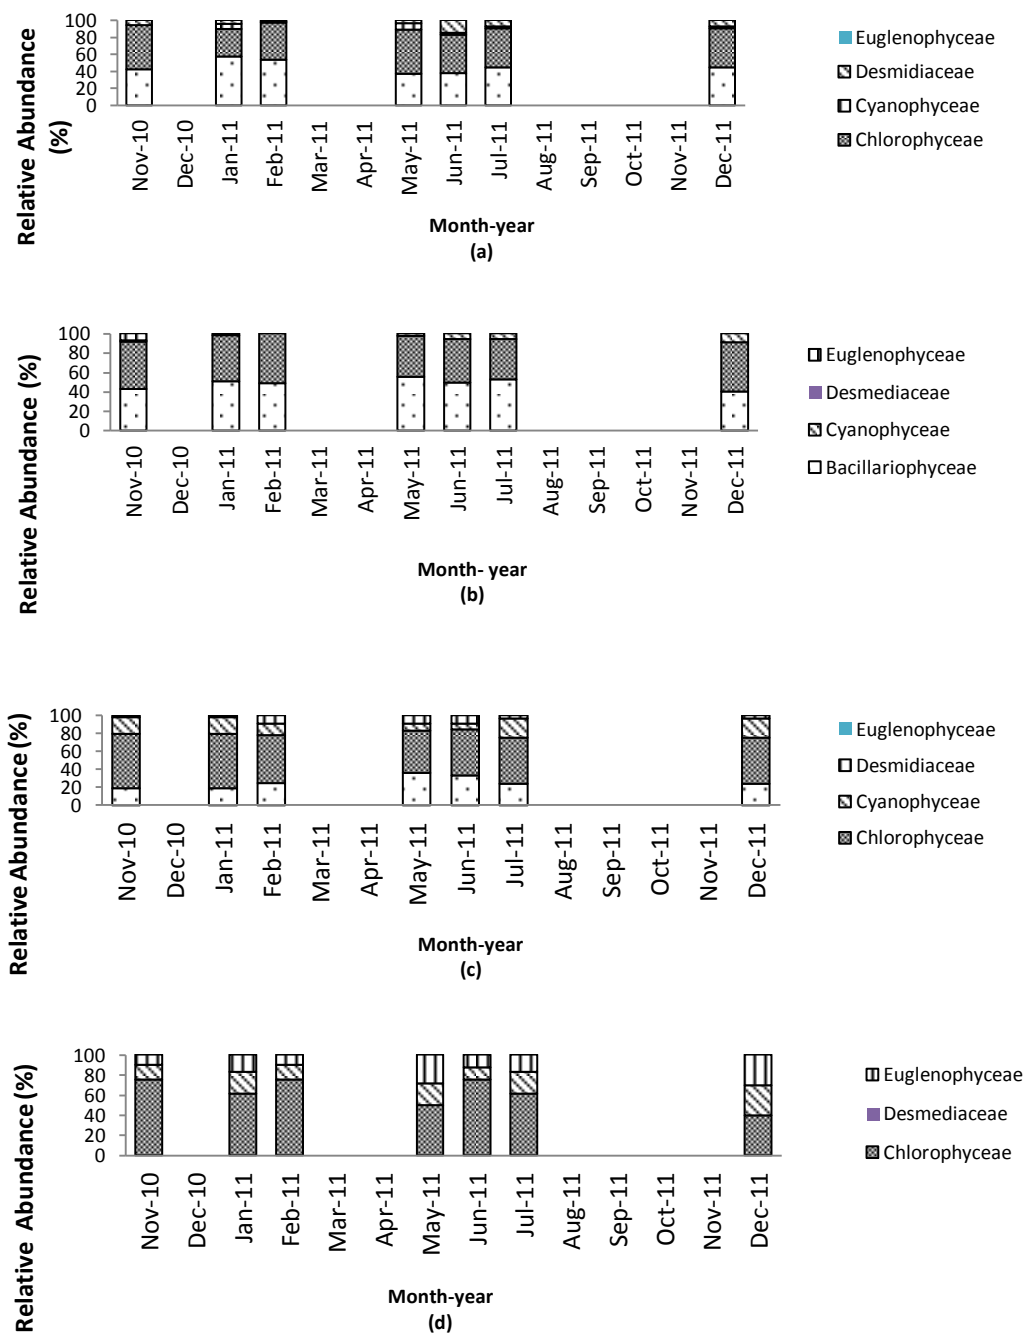 Relative Abundance
(%)
100
80
60
40
20
0
Nov-10
Dec-10
Jan-11
Feb-11
Mar-11
Apr-11
May-11
Jun-11
Jul-11
Aug-11
Sep-11
Oct-11
Nov-11
Dec-11
Month-year
(a)
Euglenophyceae
Desmidiaceae
Cyanophyceae
Chlorophyceae
Relative Abundance (%)
100
80
60
40
20
0
Nov-10
Dec-10
Jan-11
Feb-11
Mar-11
Apr-11
May-11
Jun-11
Jul-11
Aug-11
Sep-11
Oct-11
Nov-11
Dec-11
Month- year
(b)
Euglenophyceae
Desmediaceae
Cyanophyceae
Bacillariophyceae
Relative Abundance (%)
100
80
60
40
20
0
Nov-10
Dec-10
Jan-11
Feb-11
Mar-11
Apr-11
May-11
Jun-11
Jul-11
Aug-11
Sep-11
Oct-11
Nov-11
Dec-11
Month-year
(c)
Euglenophyceae
Desmidiaceae
Cyanophyceae
Chlorophyceae
Relative Abundance (%)
100
80
60
40
20
0
Nov-10
Dec-10
Jan-11
Feb-11
Mar-11
Apr-11
May-11
Jun-11
Jul-11
Aug-11
Sep-11
Oct-11
Nov-11
Dec-11
Month-year
(d)
Euglenophyceae
Desmediaceae
Chlorophyceae